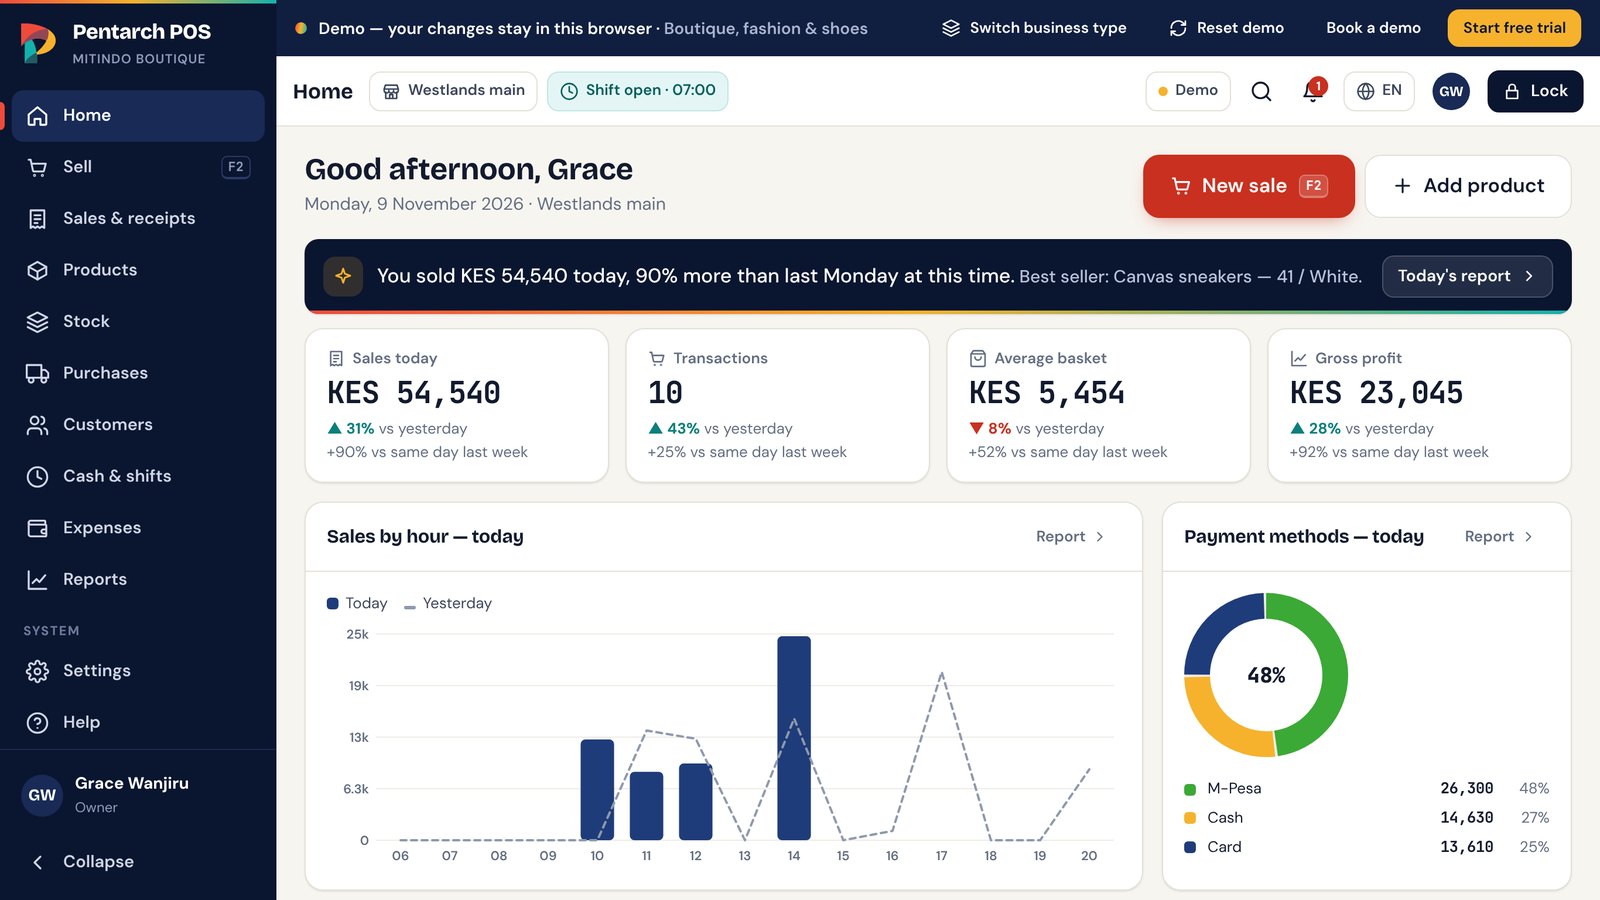 Pentarch POS
MITINDO BOUTIQUE
Home
Sell F2
Sales & receipts
Products
Stock
Purchases
Customers
Cash & shifts
Expenses
Reports
SYSTEM
Settings
Help
GW Grace Wanjiru
Owner
Collapse
Demo — your changes stay in this browser · Boutique, fashion & shoes
Switch business type
Reset demo
Book a demo
Start free trial
Home
Westlands main
Shift open · 07:00
Demo
1
EN
GW
Lock
Good afternoon, Grace
Monday, 9 November 2026 · Westlands main
New sale F2
Add product
You sold KES 54,540 today, 90% more than last Monday at this time. Best seller: Canvas sneakers — 41 / White.
Today's report
Sales today
KES 54,540
▲ 31% vs yesterday
+90% vs same day last week
Transactions
10
▲ 43% vs yesterday
+25% vs same day last week
Average basket
KES 5,454
▼ 8% vs yesterday
+52% vs same day last week
Gross profit
KES 23,045
▲ 28% vs yesterday
+92% vs same day last week
Sales by hour — today
Report
Today Yesterday
25k
19k
13k
6.3k
0
06 07 08 09 10 11 12 13 14 15 16 17 18 19 20
Payment methods — today
Report
48%
M-Pesa 26,300 48%
Cash 14,630 27%
Card 13,610 25%